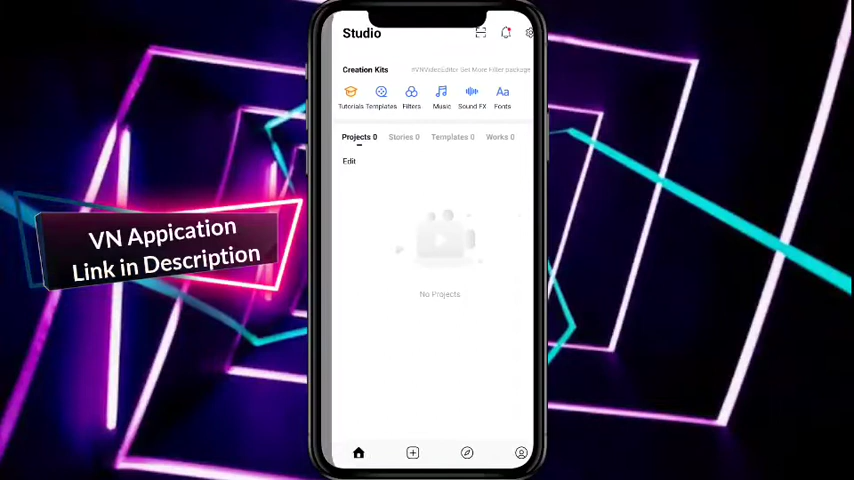 Studio
Creation Kits
#VNVideoEditor Get More Filter package
Tutorials Templates Filters Music Sound FX Fonts
Aa
Projects 0 Stories 0 Templates 0 Works 0
Edit
No Projects
VN Appication
Link in Description